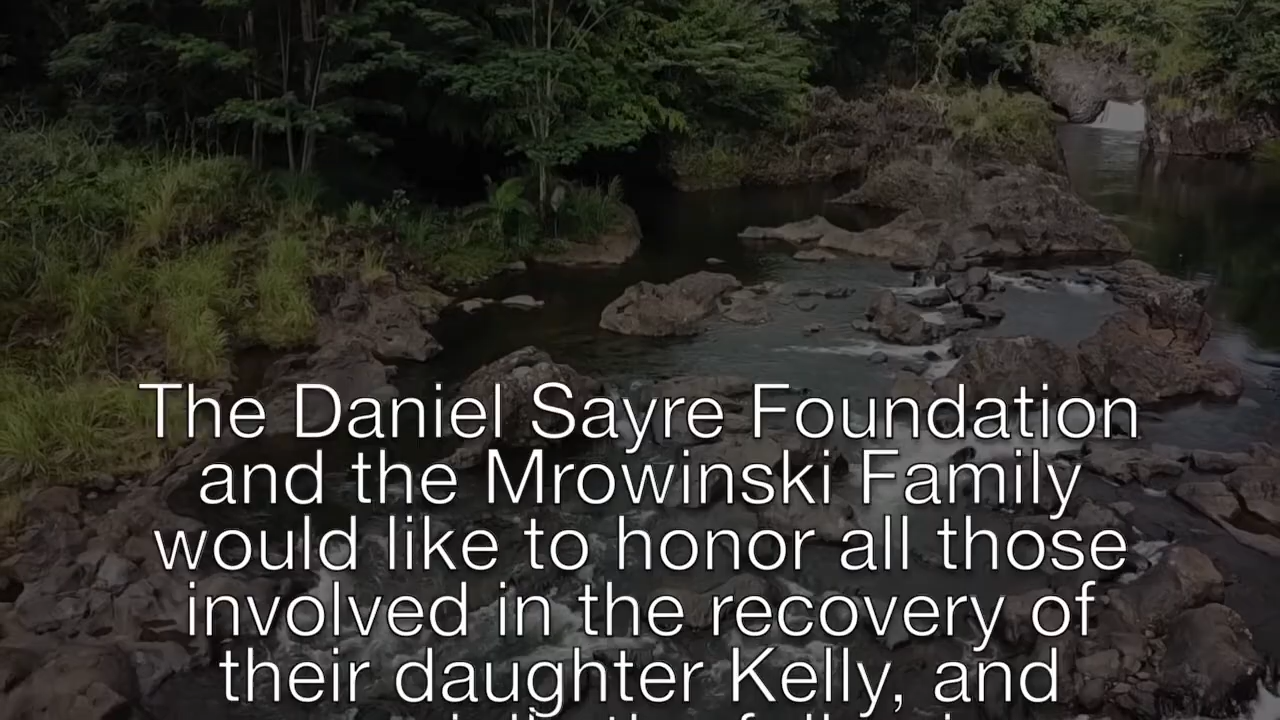 The Daniel Sayre Foundation
and the Mrowinski Family
would like to honor all those
involved in the recovery of
their daughter Kelly, and